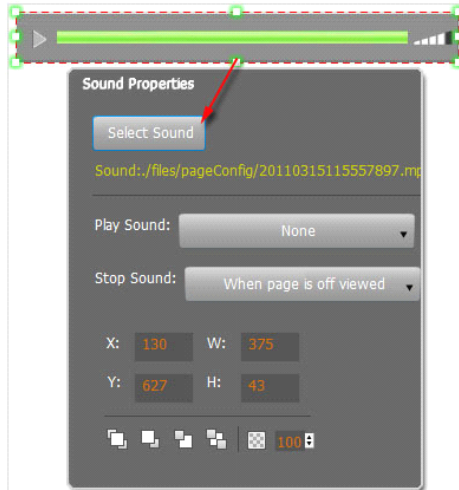 Sound Properties
Select Sound
Sound:./files/pageConfig/20110315115557897.mp
Play Sound: None
Stop Sound: When page is off viewed
X: 130 W: 375
Y: 627 H: 43
100